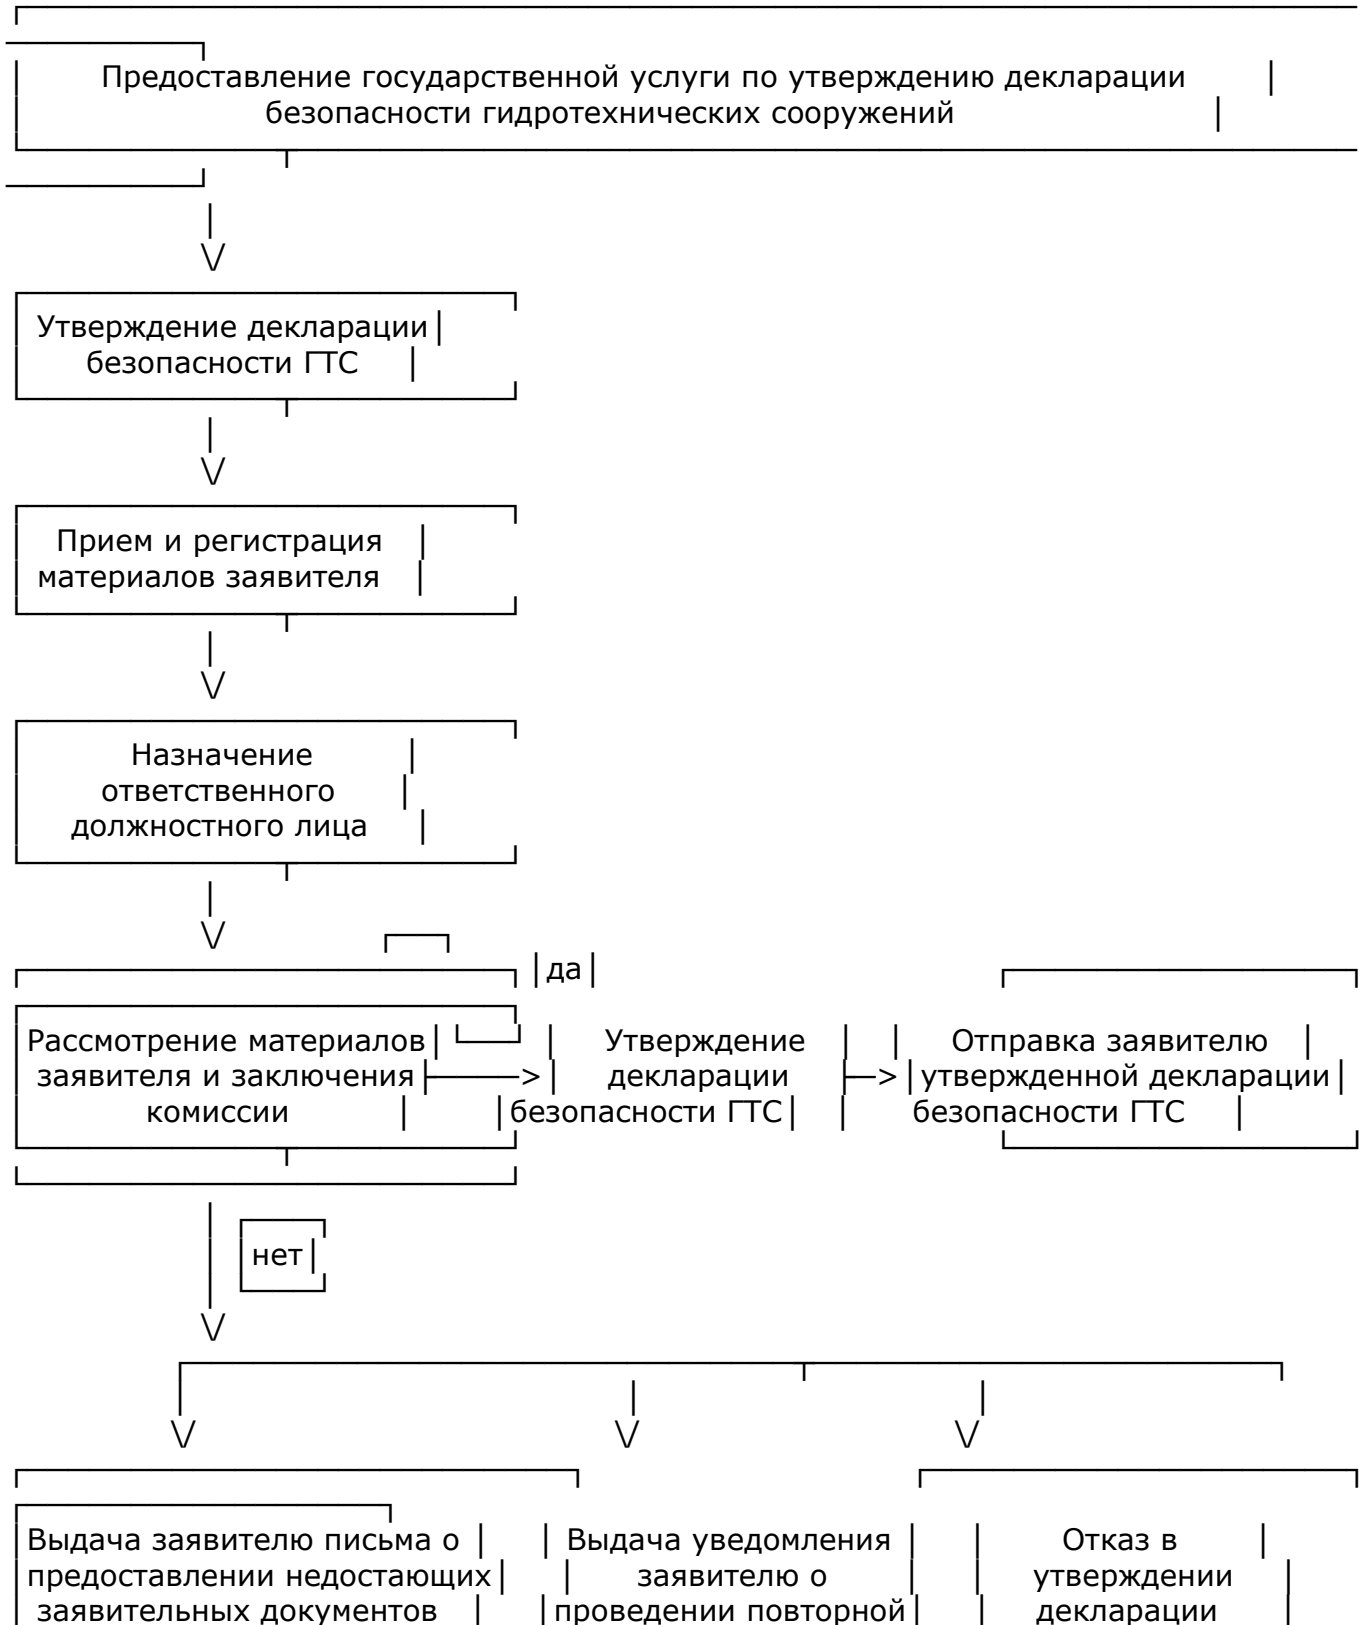 Предоставление государственной услуги по утверждению декларации
безопасности гидротехнических сооружений
Утверждение декларации
безопасности ГТС
Прием и регистрация
материалов заявителя
Назначение
ответственного
должностного лица
да
Рассмотрение материалов Утверждение Отправка заявителю
заявителя и заключения декларации утвержденной декларации
комиссии безопасности ГТС безопасности ГТС
нет
Выдача заявителю письма о Выдача уведомления Отказ в
предоставлении недостающих заявителю о утверждении
заявительных документов проведении повторной декларации